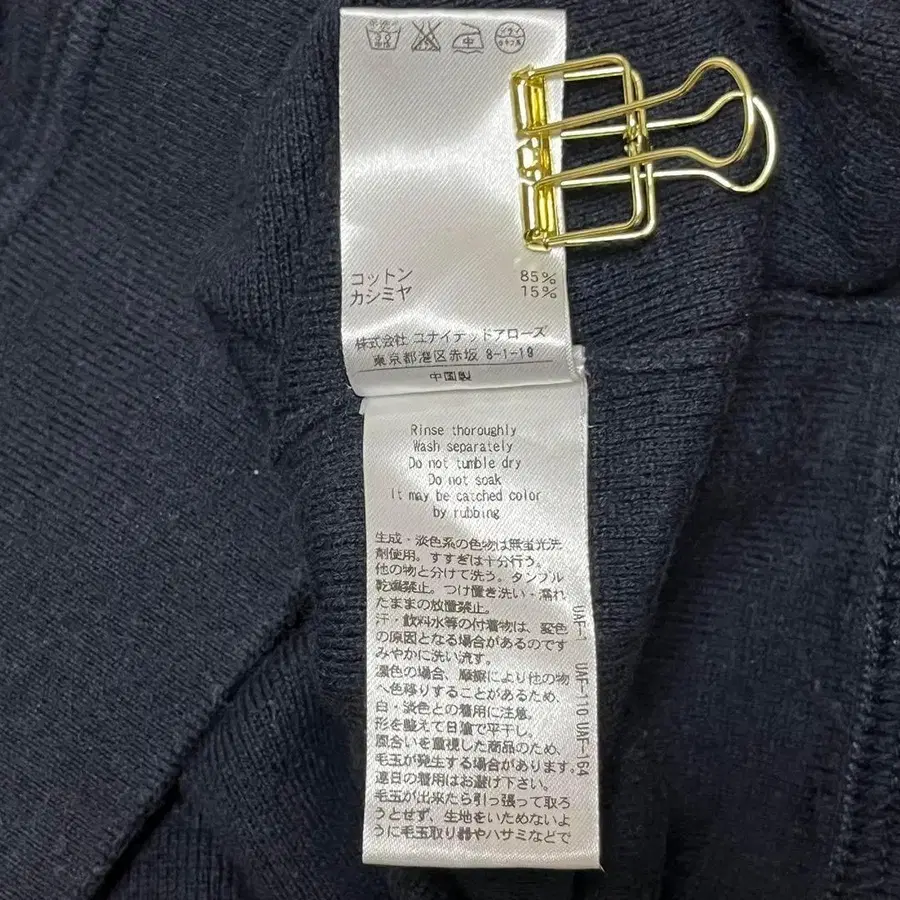 30
中
コットン 85%
カシミヤ 15%
株式会社 ユナイテッドアローズ
東京都港区赤坂 8-1-19
中国製
Rinse thoroughly
Wash separately
Do not tumble dry
Do not soak
It may be catched color
by rubbing
生成・淡色系の色物は無蛍光洗
剤使用。すすぎは十分行う。
他の物と分けて洗う。タンブル
乾燥禁止。つけ置き洗い・濡れ
たままの放置禁止。
汗・飲料水等の付着物は、変色
の原因となる場合があるのです
みやかに洗い流す。
濃色の場合、摩擦により他の物
へ色移りすることがあるため、
白・淡色との着用に注意。
形を整えて日陰で平干し。
風合いを重視した商品のため、
毛玉が発生する場合があります。
連日の着用はお避け下さい。
毛玉が出来たら引っ張って取ろ
うとせず、生地をいためないよ
うに毛玉取り器やハサミなどで
UAF-1 UAF-110 UAF-164